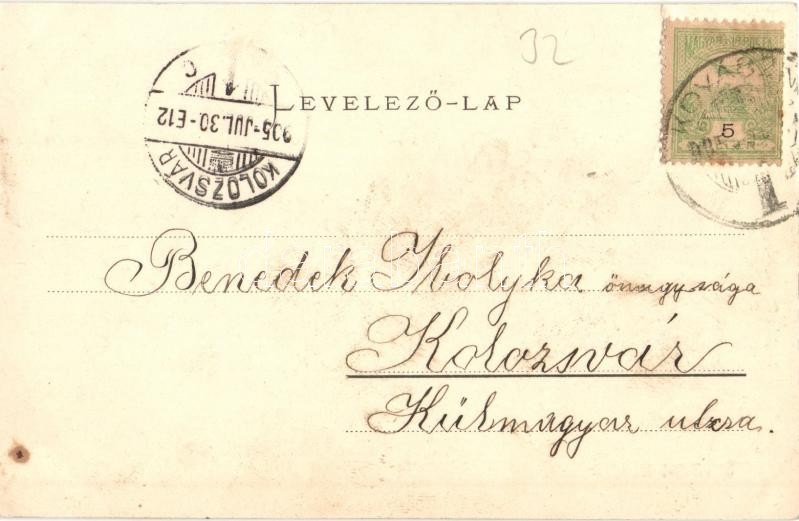 32
MAGYAR KIR. POSTA
5
KOLOZSVÁR
905-JUL.30-E12
LEVELEZŐ-LAP
Benedek Ibolyka önagysága
Kolozsvár
Külmagyar utcza.